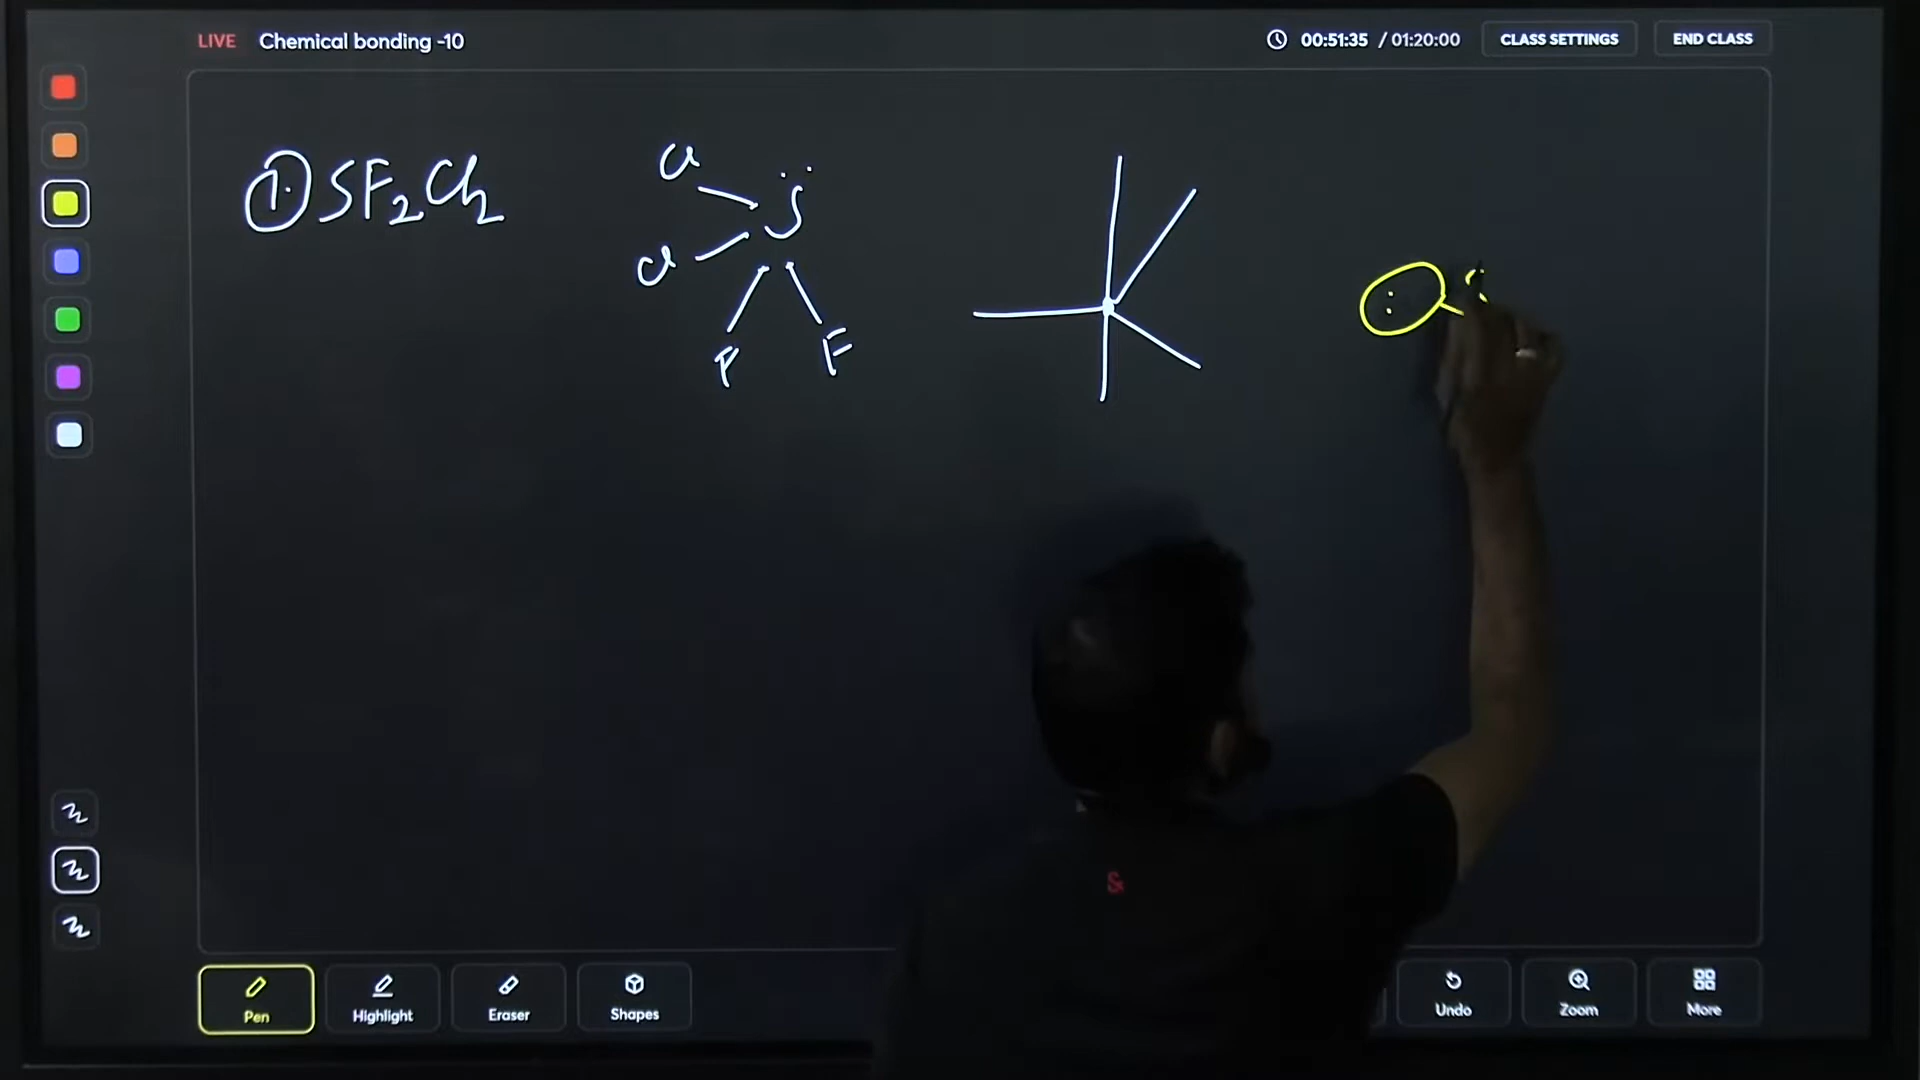 LIVE Chemical bonding -10
00:51:35 / 01:20:00 CLASS SETTINGS END CLASS
① SF₂Cl₂
Cl S
Cl
F F
:
&
Pen Highlight Eraser Shapes Undo Zoom More